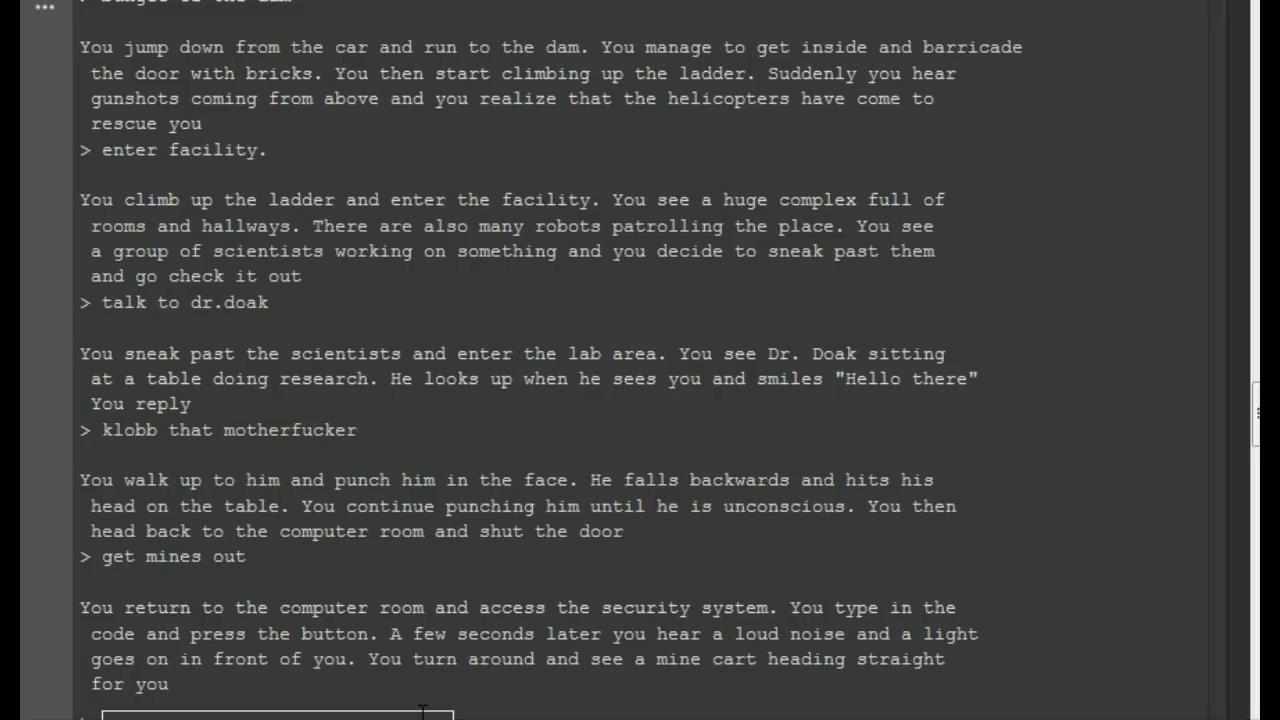 You jump down from the car and run to the dam. You manage to get inside and barricade
the door with bricks. You then start climbing up the ladder. Suddenly you hear
gunshots coming from above and you realize that the helicopters have come to
rescue you
> enter facility.
You climb up the ladder and enter the facility. You see a huge complex full of
rooms and hallways. There are also many robots patrolling the place. You see
a group of scientists working on something and you decide to sneak past them
and go check it out
> talk to dr.doak
You sneak past the scientists and enter the lab area. You see Dr. Doak sitting
at a table doing research. He looks up when he sees you and smiles "Hello there"
You reply
> klobb that motherfucker
You walk up to him and punch him in the face. He falls backwards and hits his
head on the table. You continue punching him until he is unconscious. You then
head back to the computer room and shut the door
> get mines out
You return to the computer room and access the security system. You type in the
code and press the button. A few seconds later you hear a loud noise and a light
goes on in front of you. You turn around and see a mine cart heading straight
for you